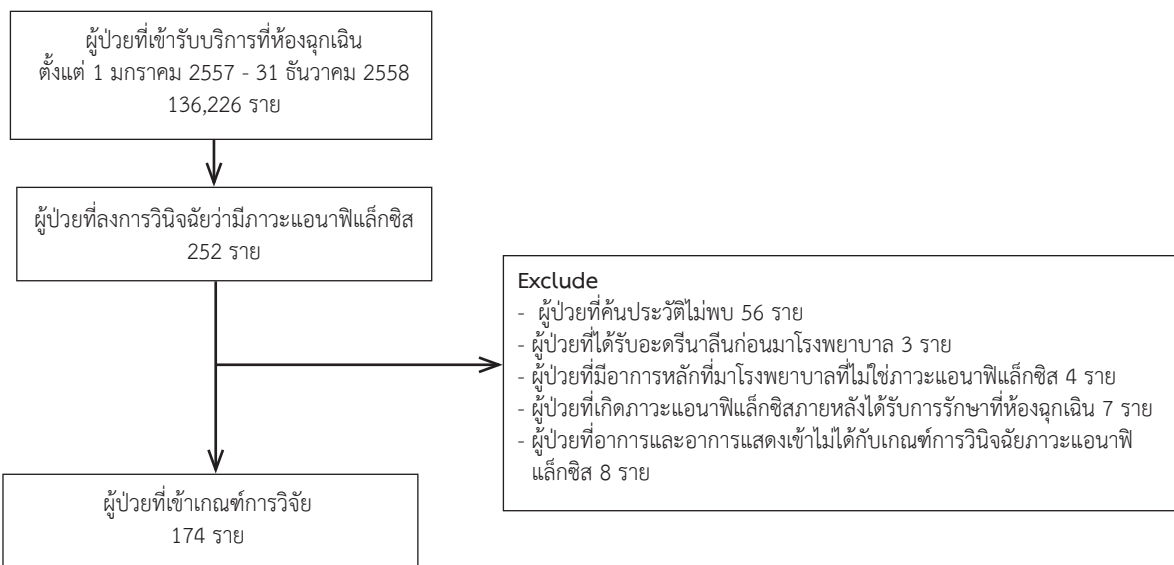 ผู้ป่วยที่เข้ารับบริการที่ห้องฉุกเฉิน
ตั้งแต่ 1 มกราคม 2557 - 31 ธันวาคม 2558
136,226 ราย
ผู้ป่วยที่ลงการวินิจฉัยว่ามีภาวะแอนาฟิแล็กซิส
252 ราย
Exclude
- ผู้ป่วยที่ค้นประวัติไม่พบ 56 ราย
- ผู้ป่วยที่ได้รับอะดรีนาลีนก่อนมาโรงพยาบาล 3 ราย
- ผู้ป่วยที่มีอาการหลักที่มาโรงพยาบาลที่ไม่ใช่ภาวะแอนาฟิแล็กซิส 4 ราย
- ผู้ป่วยที่เกิดภาวะแอนาฟิแล็กซิสภายหลังได้รับการรักษาที่ห้องฉุกเฉิน 7 ราย
- ผู้ป่วยที่อาการและอาการแสดงเข้าไม่ได้กับเกณฑ์การวินิจฉัยภาวะแอนาฟิ
แล็กซิส 8 ราย
ผู้ป่วยที่เข้าเกณฑ์การวิจัย
174 ราย